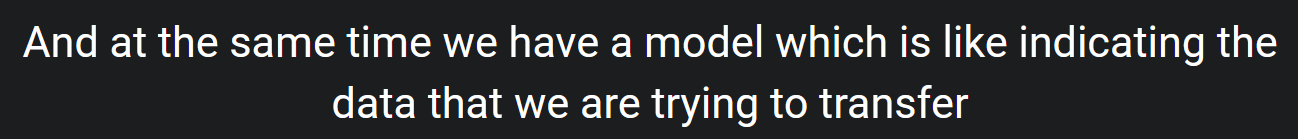 And at the same time we have a model which is like indicating the
data that we are trying to transfer